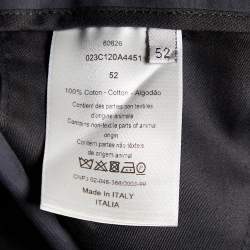 60626
023C120A4451
52
52
100% Coton - Cotton - Algodão
Contient des parties non textiles
d'origine animale
Contains non-textile parts of animal
origin
Contém partes não têxteis
de origem animal
Made in ITALY
ITALIA